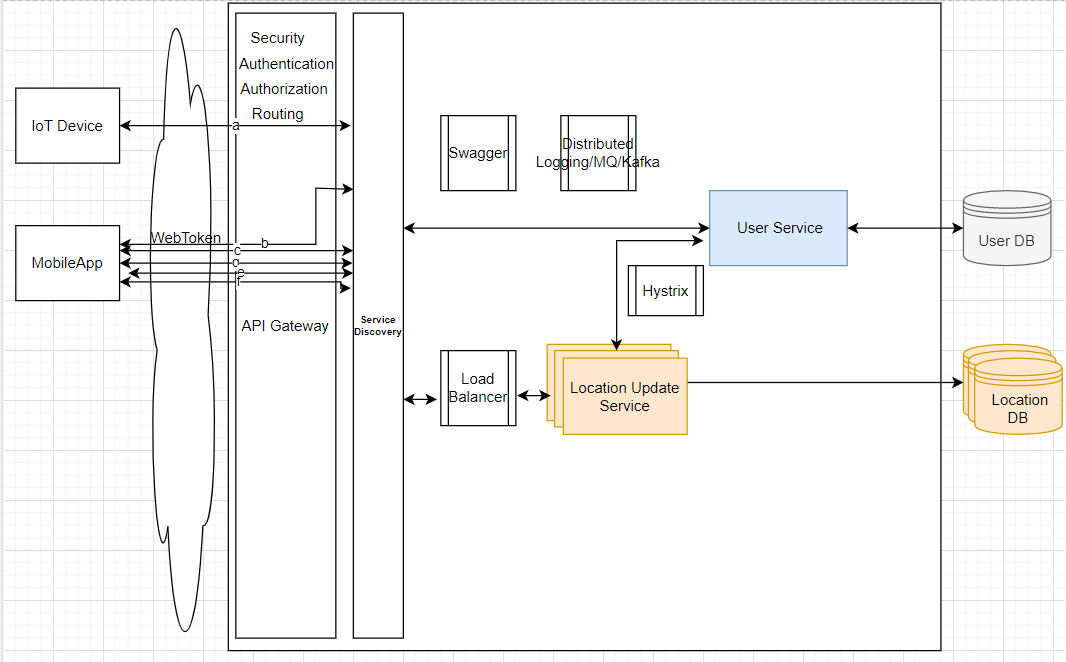 Security
Authentication
Authorization
Routing
IoT Device
a
Swagger
Distributed
Logging/MQ/Kafka
WebToken
b
c
d
e
f
MobileApp
User Service
User DB
Hystrix
API Gateway
Service
Discovery
Load
Balancer
Location Update
Service
Location
DB